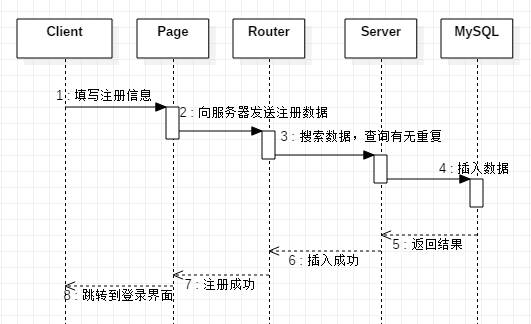 Client Page Router Server MySQL
1 : 填写注册信息
2 : 向服务器发送注册数据
3 : 搜索数据，查询有无重复
4 : 插入数据
5 : 返回结果
6 : 插入成功
7 : 注册成功
8 : 跳转到登录界面